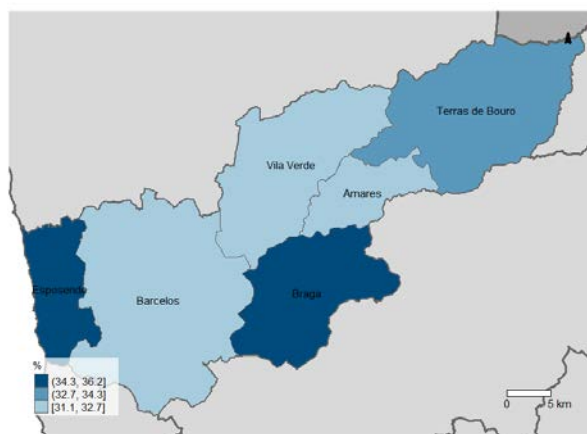 Terras de Bouro
Vila Verde
Amares
Esposende
Braga
Barcelos
%
(34.3, 36.2]
(32.7, 34.3]
[31.1, 32.7]
0 5 km